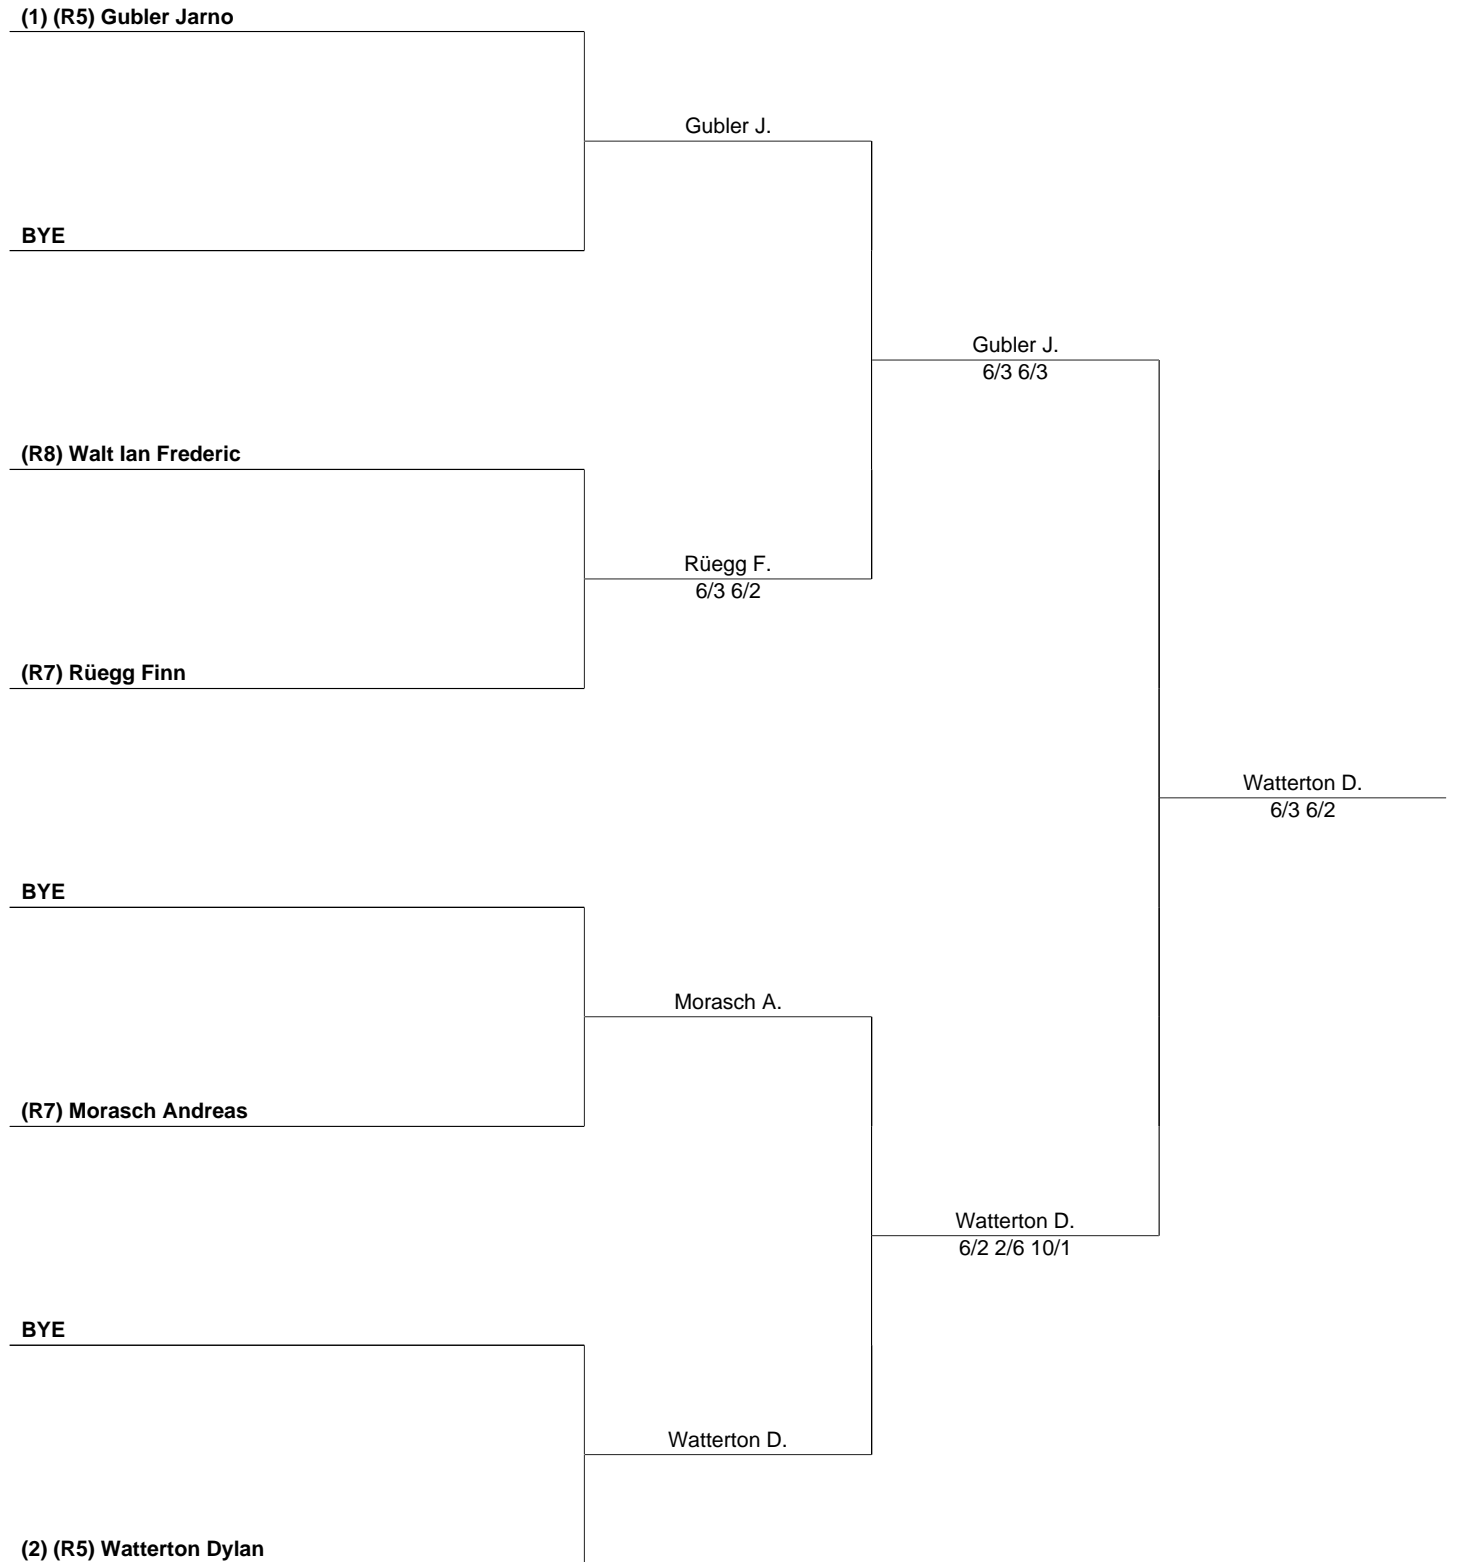 (1) (R5) Gubler Jarno
Gubler J.
BYE
Gubler J.
6/3 6/3
(R8) Walt Ian Frederic
Rüegg F.
6/3 6/2
(R7) Rüegg Finn
Watterton D.
6/3 6/2
BYE
Morasch A.
(R7) Morasch Andreas
Watterton D.
6/2 2/6 10/1
BYE
Watterton D.
(2) (R5) Watterton Dylan